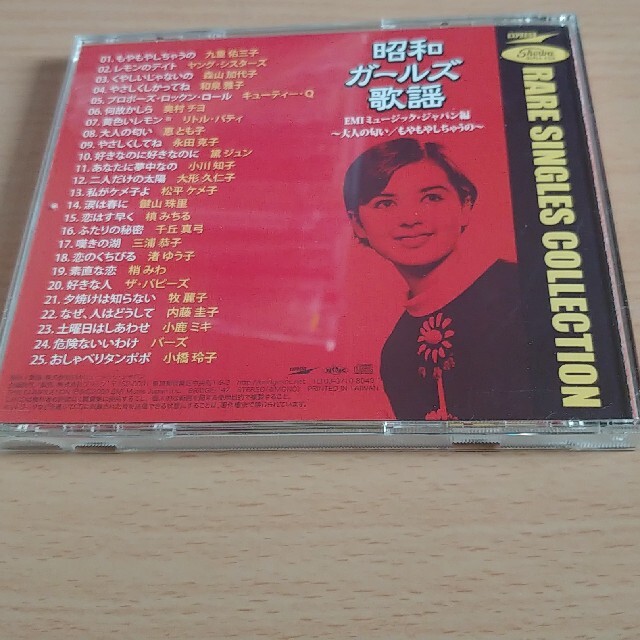 01. もやもやしちゃうの 九重 佑三子
02. レモンのデイト ヤング・シスターズ
03. くやしいじゃないの 森山 加代子
04. やさしくしかってね 和泉 雅子
05. プロポーズ・ロックン・ロール キューティー・Q
06. 何故かしら 奥村 チヨ
07. 黄色いレモン* リトル・パティ
08. 大人の匂い 恵 とも子
09. やさしくしてね 永田 克子
10. 好きなのに好きなのに 黛 ジュン
11. あなたに夢中なの 小川 知子
12. 二人だけの太陽 大形 久仁子
13. 私がケメ子よ 松平 ケメ子
14. 涙は春に 鍵山 珠里
15. 恋はす早く 槙 みちる
16. ふたりの秘密 千丘 真弓
17. 嘆きの湖 三浦 恭子
18. 恋のくちびる 渚 ゆう子
19. 素直な恋 梢 みわ
20. 好きな人 ザ・パピーズ
21. 夕焼けは知らない 牧 麗子
22. なぜ、人はどうして 内藤 圭子
23. 土曜日はしあわせ 小鹿 ミキ
24. 危険ないいわけ バーズ
25. おしゃべりタンポポ 小橋 玲子
昭和
ガールズ
歌謡
EMIミュージック・ジャパン編
～大人の匂い／もやもやしちゃうの～
EXPRESS
RARE SINGLES COLLECTION
PRINTED IN TAIWAN